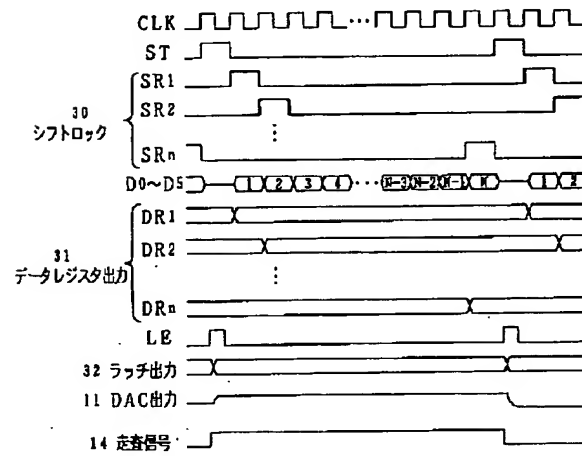 CLK
ST
SR1
SR2
30
シフトロック
SRn
D0～D5
1 2 3 4 ... N-3 N-2 N-1 N 1 2
DR1
DR2
31
データレジスタ出力
DRn
LE
32 ラッチ出力
11 DAC出力
14 走査信号